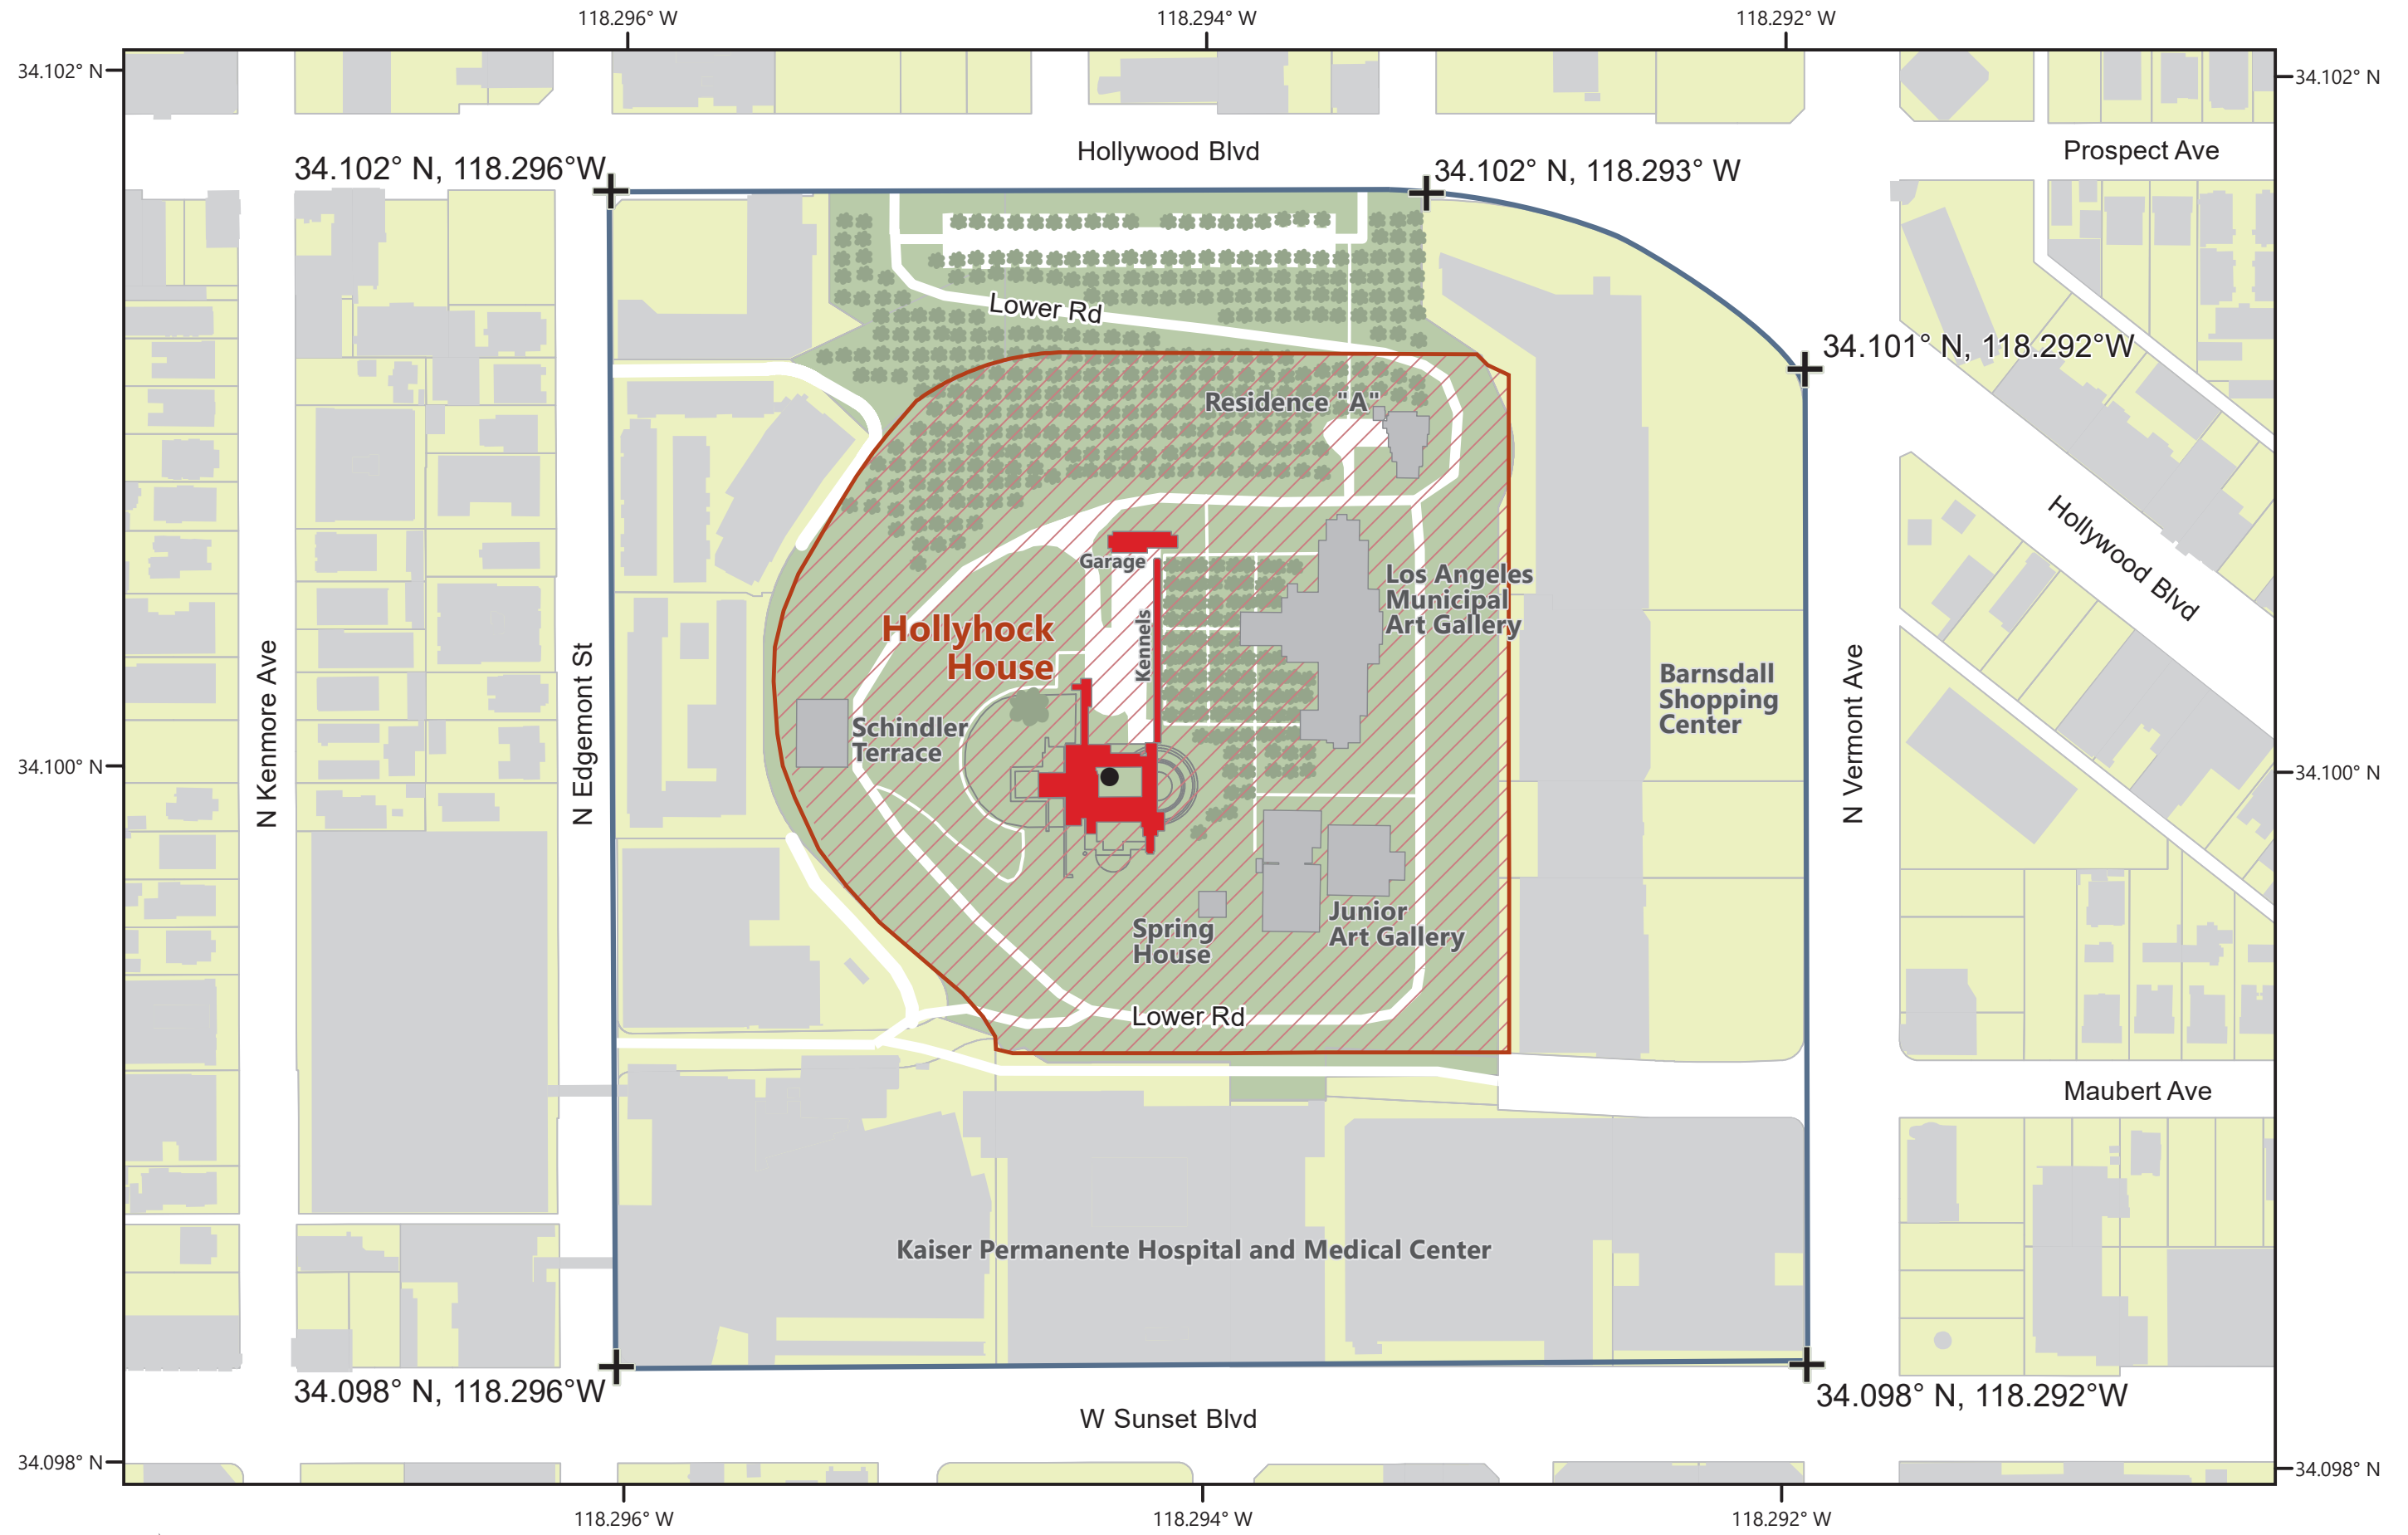 118.296° W
118.294° W
118.292° W
34.102° N
34.102° N
Hollywood Blvd
Prospect Ave
34.102° N, 118.296°W
34.102° N, 118.293° W
Lower Rd
34.101° N, 118.292°W
Residence "A"
Hollywood Blvd
Garage
Los Angeles
Municipal
Art Gallery
Hollyhock
House
Kennels
N Kenmore Ave
N Edgemont St
Barnsdall
Shopping
Center
N Vermont Ave
Schindler
Terrace
34.100° N
34.100° N
Junior
Art Gallery
Spring
House
Lower Rd
Maubert Ave
Kaiser Permanente Hospital and Medical Center
34.098° N, 118.296°W
34.098° N, 118.292°W
W Sunset Blvd
34.098° N
34.098° N
118.296° W
118.294° W
118.292° W